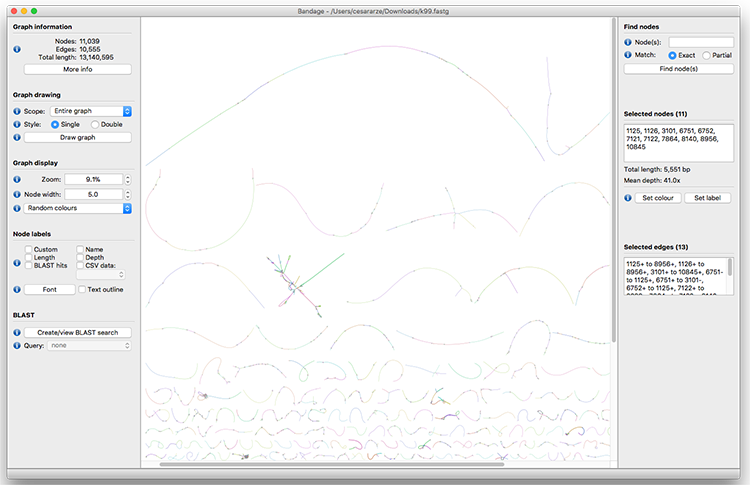 Bandage - /Users/cesararze/Downloads/k99.fastg
Graph information
Nodes: 11,039
Edges: 10,555
Total length: 13,140,595
More info
Graph drawing
Scope: Entire graph
Style: Single Double
Draw graph
Graph display
Zoom: 9.1%
Node width: 5.0
Random colours
Node labels
Custom Name
Length Depth
BLAST hits CSV data:
Font Text outline
BLAST
Create/view BLAST search
Query: none
Find nodes
Node(s):
Match: Exact Partial
Find node(s)
Selected nodes (11)
1125, 1126, 3101, 6751, 6752,
7121, 7122, 7864, 8140, 8956,
10845
Total length: 5,551 bp
Mean depth: 41.0x
Set colour Set label
Selected edges (13)
1125+ to 8956+, 1126+ to
8956+, 3101+ to 10845+, 6751-
to 1125+, 6751+ to 3101-,
6752+ to 1125+, 7122+ to